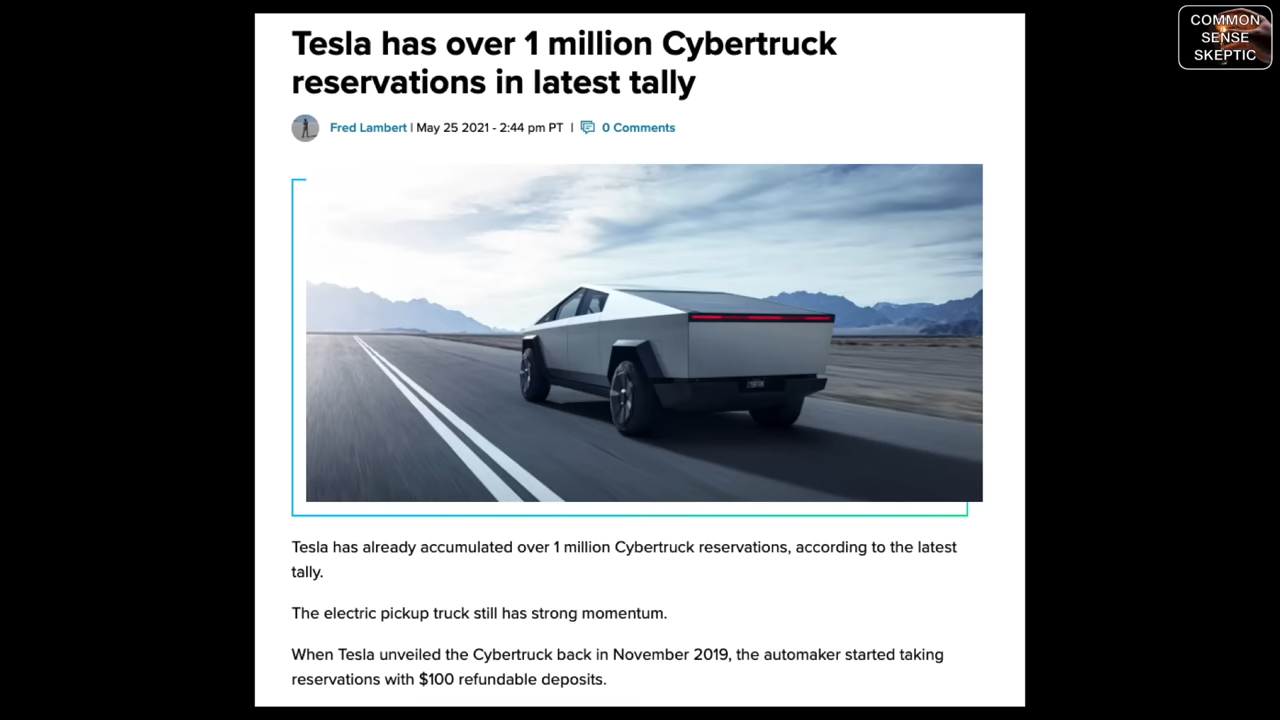 Tesla has over 1 million Cybertruck
reservations in latest tally
Fred Lambert | May 25 2021 - 2:44 pm PT | 0 Comments
Tesla has already accumulated over 1 million Cybertruck reservations, according to the latest
tally.
The electric pickup truck still has strong momentum.
When Tesla unveiled the Cybertruck back in November 2019, the automaker started taking
reservations with $100 refundable deposits.
COMMON
SENSE
SKEPTIC